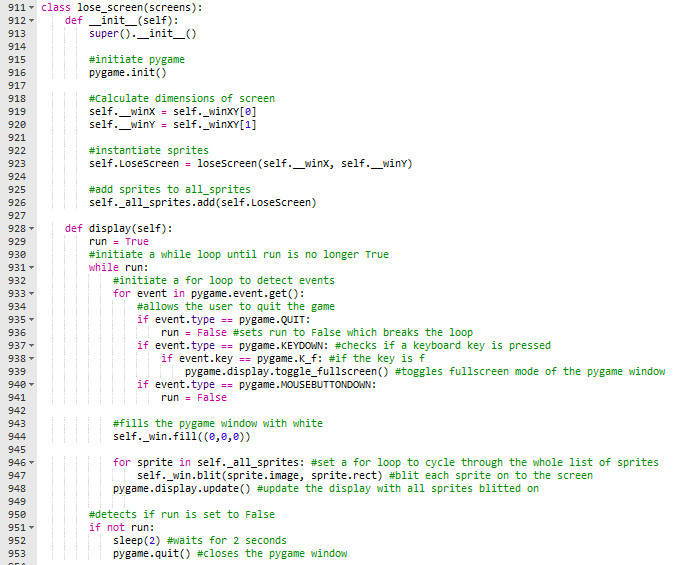 911 class lose_screen(screens):
912     def __init__(self):
913         super().__init__()
914
915         #initiate pygame
916         pygame.init()
917
918         #Calculate dimensions of screen
919         self.__winX = self._winXY[0]
920         self.__winY = self._winXY[1]
921
922         #instantiate sprites
923         self.LoseScreen = loseScreen(self.__winX, self.__winY)
924
925         #add sprites to all_sprites
926         self._all_sprites.add(self.LoseScreen)
927
928     def display(self):
929         run = True
930         #initiate a while loop until run is no longer True
931         while run:
932             #initiate a for loop to detect events
933             for event in pygame.event.get():
934                 #allows the user to quit the game
935                 if event.type == pygame.QUIT:
936                     run = False #sets run to False which breaks the loop
937                 if event.type == pygame.KEYDOWN: #checks if a keyboard key is pressed
938                     if event.key == pygame.K_f: #if the key is f
939                         pygame.display.toggle_fullscreen() #toggles fullscreen mode of the pygame window
940                 if event.type == pygame.MOUSEBUTTONDOWN:
941                     run = False
942
943             #fills the pygame window with white
944             self._win.fill((0,0,0))
945
946             for sprite in self._all_sprites: #set a for loop to cycle through the whole list of sprites
947                 self._win.blit(sprite.image, sprite.rect) #blit each sprite on to the screen
948             pygame.display.update() #update the display with all sprites blitted on
949
950         #detects if run is set to False
951         if not run:
952             sleep(2) #waits for 2 seconds
953             pygame.quit() #closes the pygame window